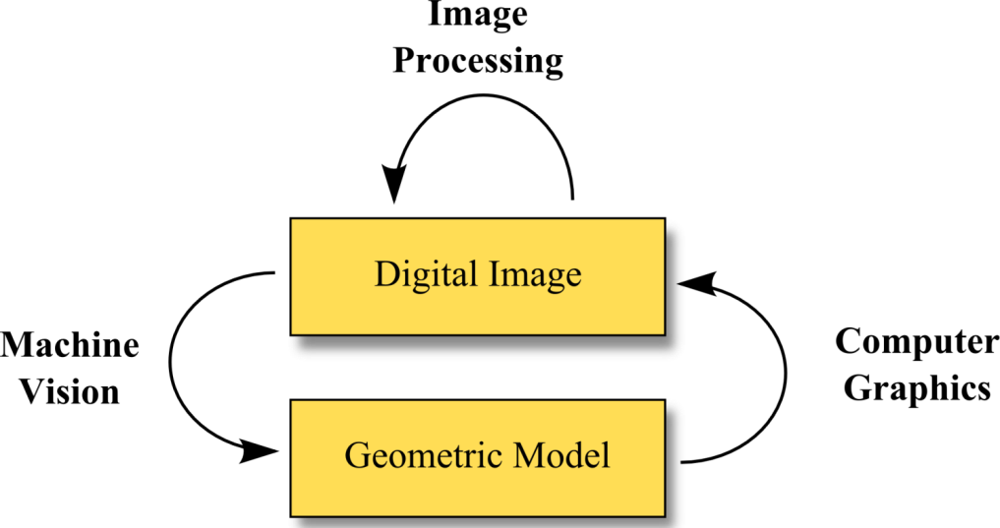 Image
Processing
Digital Image
Machine
Vision
Computer
Graphics
Geometric Model